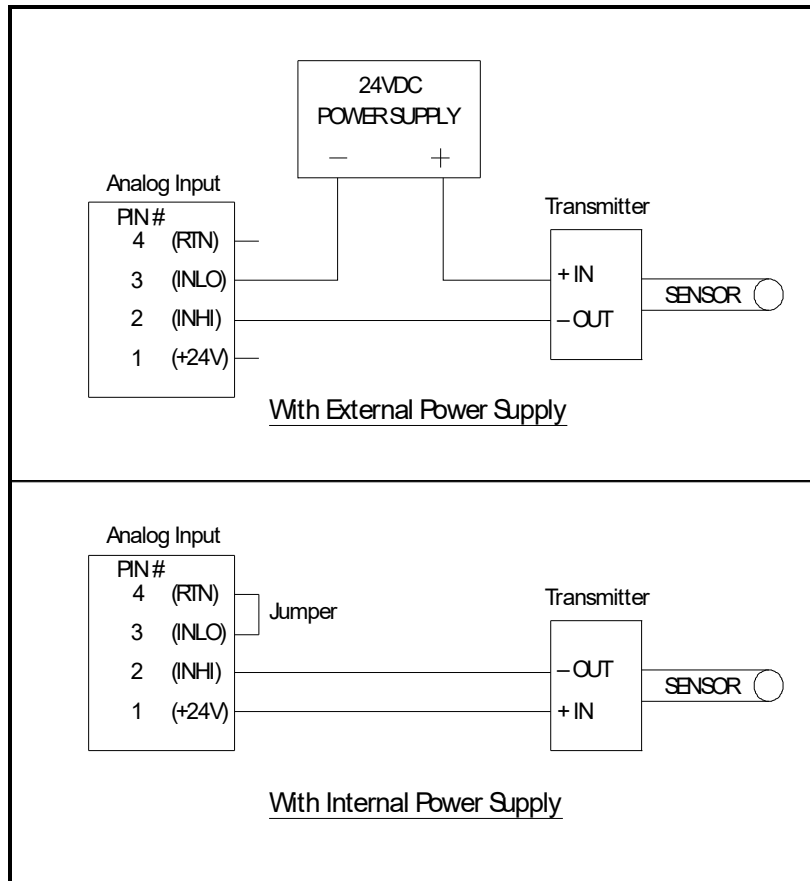 24VDC
POWER SUPPLY
— +
Analog Input
PIN #
4 (RTN)
3 (INLO)
2 (INHI)
1 (+24V)
Transmitter
+ IN
– OUT
SENSOR
With External Power Supply
Analog Input
PIN #
4 (RTN)
3 (INLO)
2 (INHI)
1 (+24V)
Jumper
Transmitter
– OUT
+ IN
SENSOR
With Internal Power Supply